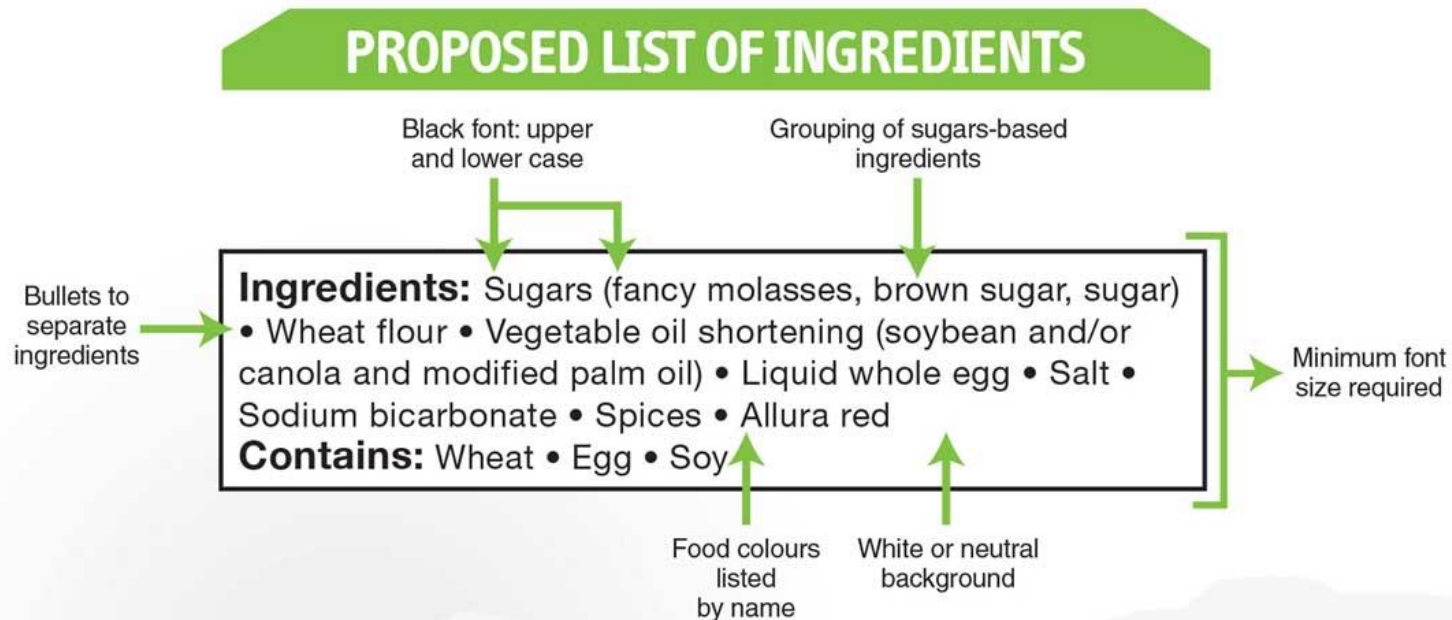 PROPOSED LIST OF INGREDIENTS
Black font: upper
and lower case
Grouping of sugars-based
ingredients
Bullets to
separate
ingredients
Ingredients: Sugars (fancy molasses, brown sugar, sugar)
• Wheat flour • Vegetable oil shortening (soybean and/or
canola and modified palm oil) • Liquid whole egg • Salt •
Sodium bicarbonate • Spices • Allura red
Contains: Wheat • Egg • Soy
Minimum font
size required
Food colours
listed
by name
White or neutral
background